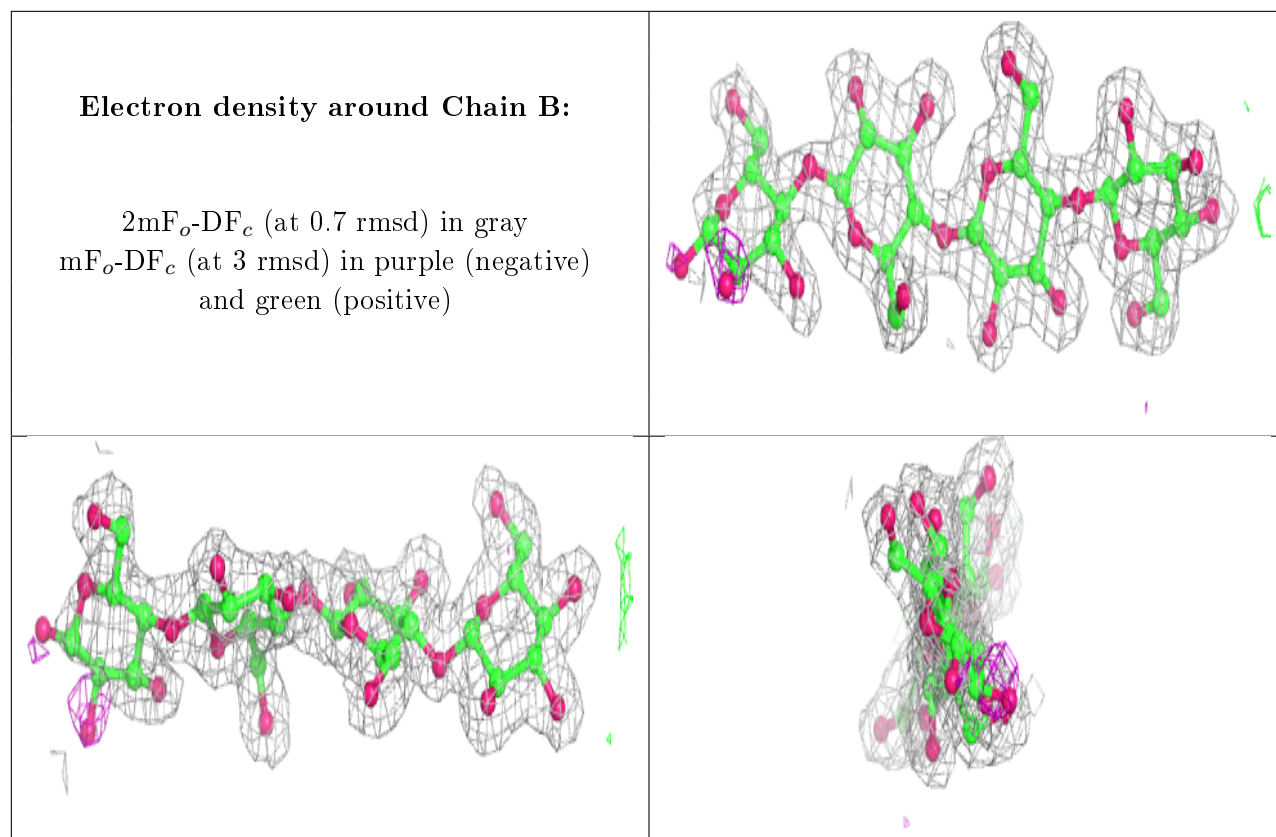 Electron density around Chain B:
2mFₒ-DF𝒸 (at 0.7 rmsd) in gray
mFₒ-DF𝒸 (at 3 rmsd) in purple (negative)
and green (positive)